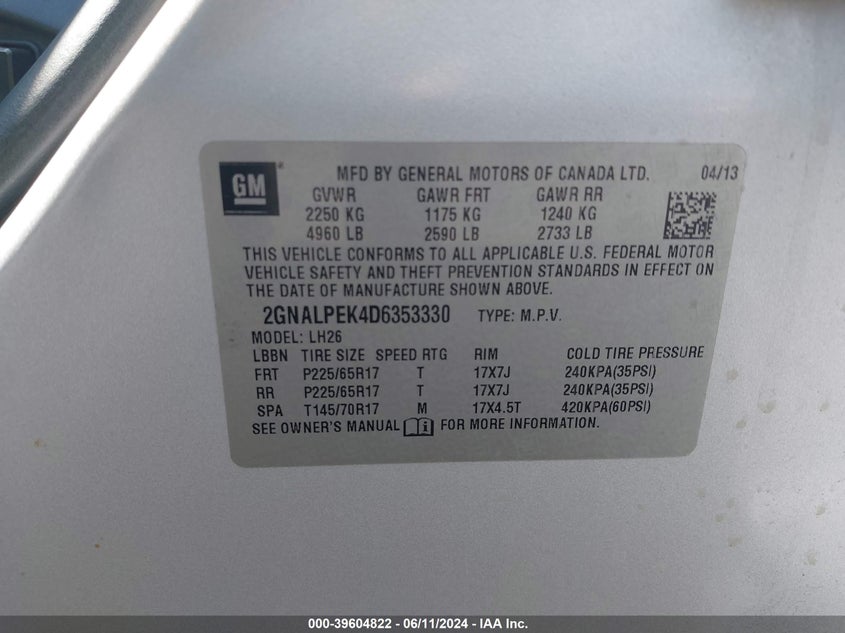 GM
MFD BY GENERAL MOTORS OF CANADA LTD. 04/13
GVWR GAWR FRT GAWR RR
2250 KG 1175 KG 1240 KG
4960 LB 2590 LB 2733 LB
THIS VEHICLE CONFORMS TO ALL APPLICABLE U.S. FEDERAL MOTOR
VEHICLE SAFETY AND THEFT PREVENTION STANDARDS IN EFFECT ON
THE DATE OF MANUFACTURE SHOWN ABOVE.
2GNALPEK4D6353330 TYPE: M.P.V.
MODEL: LH26
LBBN TIRE SIZE SPEED RTG RIM COLD TIRE PRESSURE
FRT P225/65R17 T 17X7J 240KPA(35PSI)
RR P225/65R17 T 17X7J 240KPA(35PSI)
SPA T145/70R17 M 17X4.5T 420KPA(60PSI)
SEE OWNER'S MANUAL i FOR MORE INFORMATION.
000-39604822 - 06/11/2024 - IAA Inc.